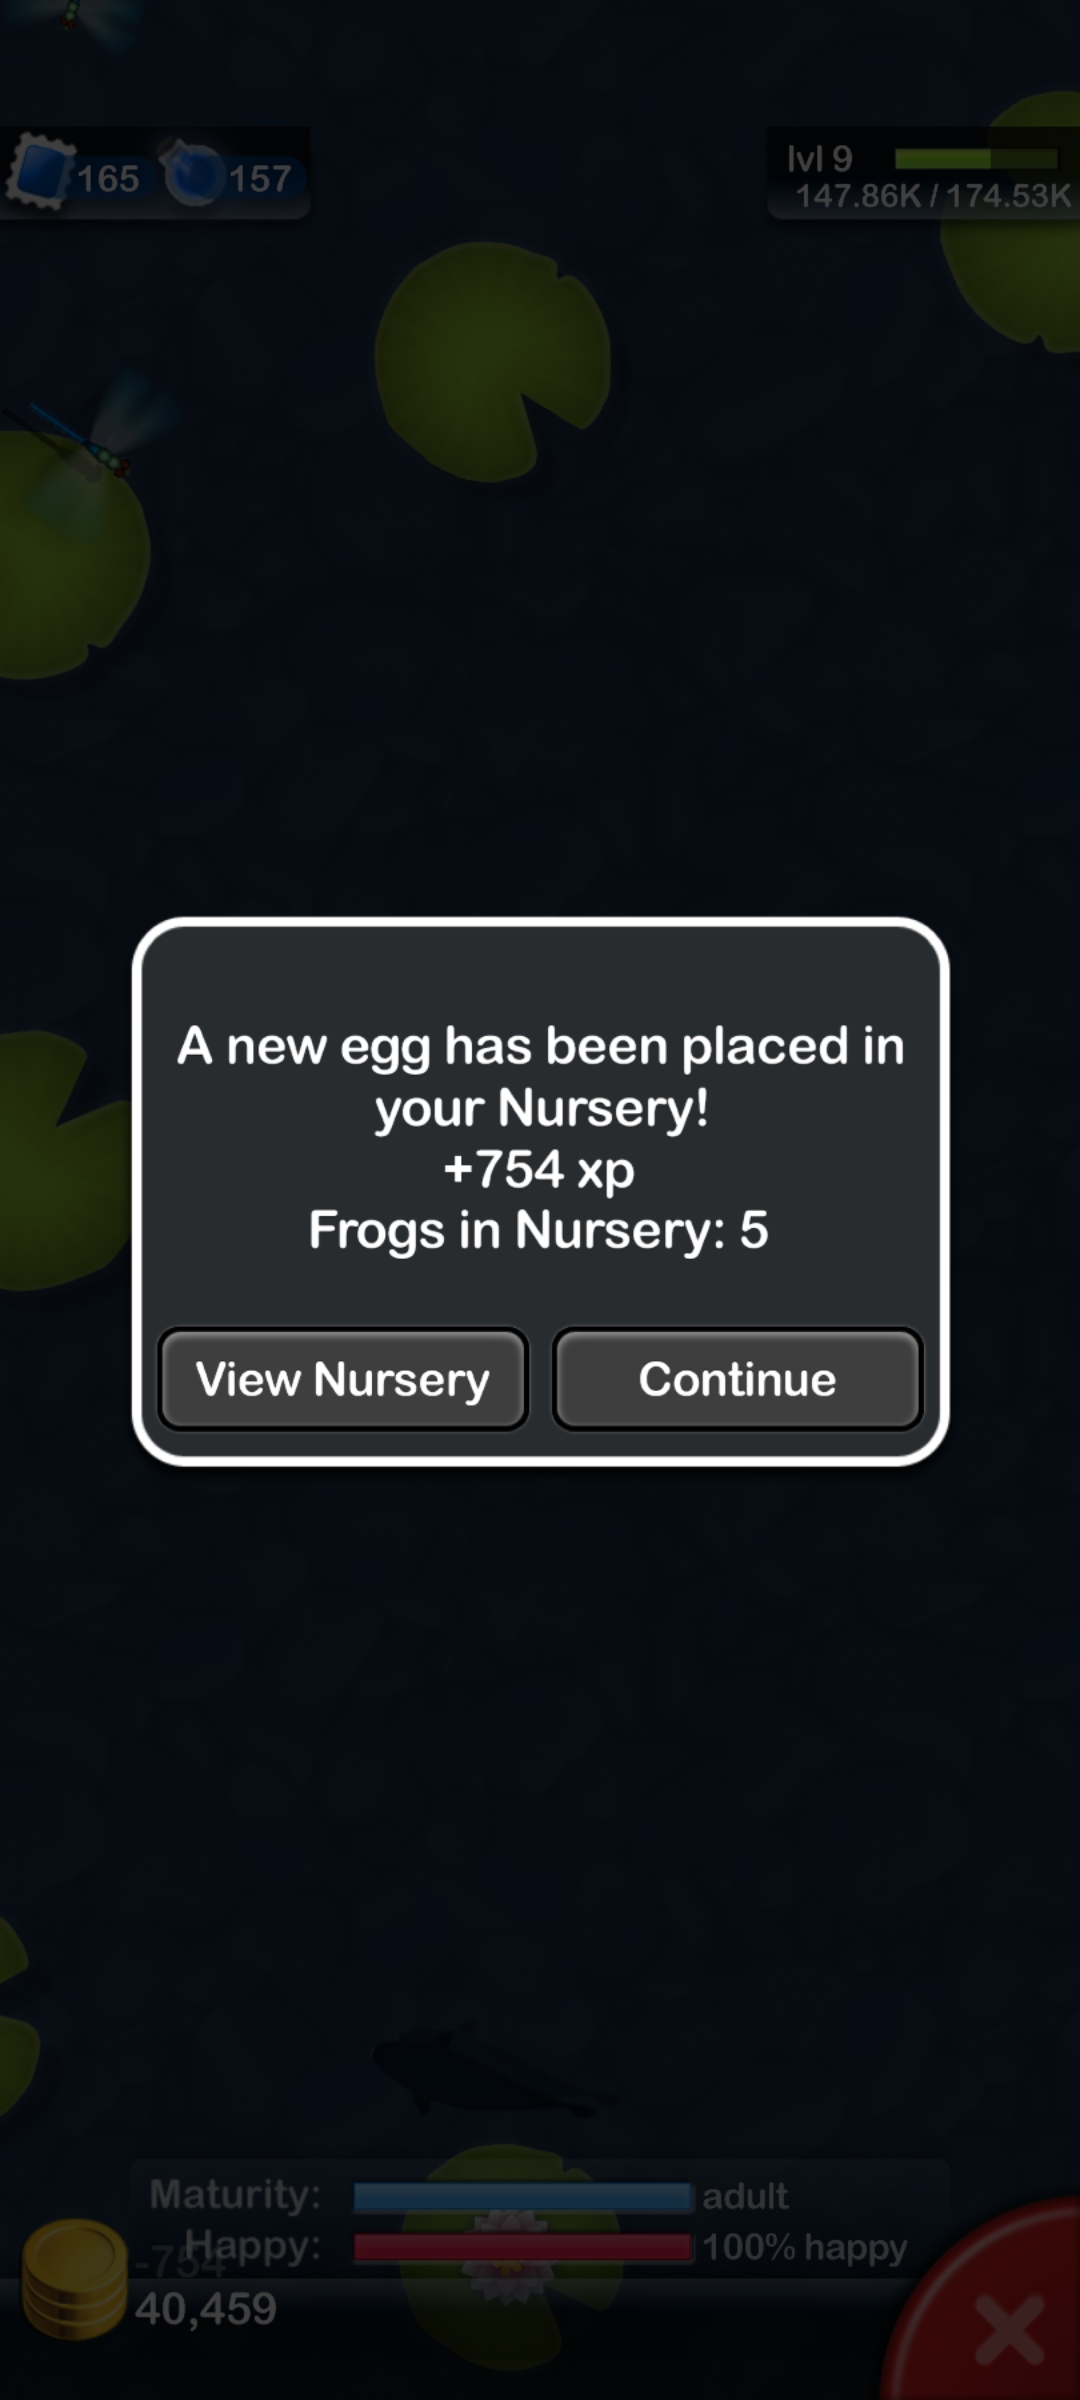 165 157
lvl 9
147.86K / 174.53K
A new egg has been placed in
your Nursery!
+754 xp
Frogs in Nursery: 5
View Nursery Continue
Maturity: adult
Happy: 100% happy
-754
40,459